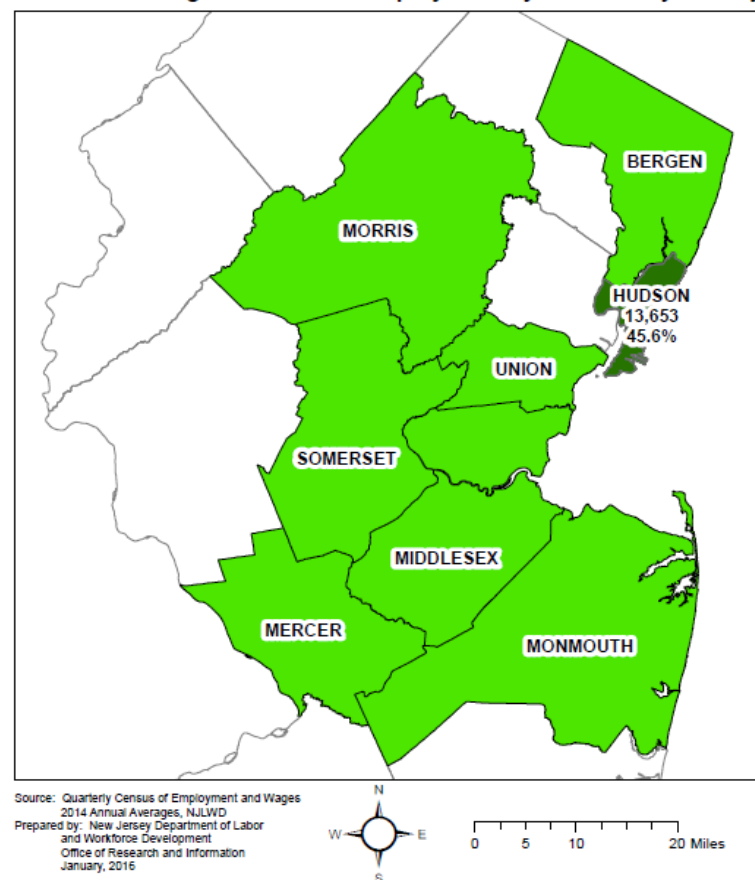 BERGEN
MORRIS
HUDSON
13,653
45.6%
UNION
SOMERSET
MIDDLESEX
MERCER
MONMOUTH
Source: Quarterly Census of Employment and Wages
2014 Annual Averages, NJLWD
Prepared by: New Jersey Department of Labor
and Workforce Development
Office of Research and Information
January, 2016
N
W E
S
0 5 10 20 Miles